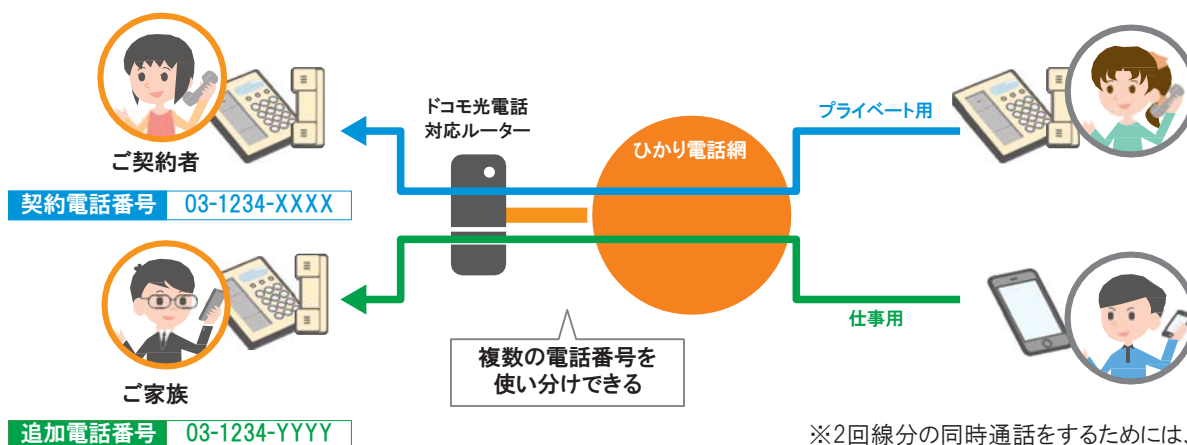 ドコモ光電話
対応ルーター
プライベート用
ひかり電話網
ご契約者
契約電話番号 03-1234-XXXX
仕事用
複数の電話番号を
使い分けできる
ご家族
追加電話番号 03-1234-YYYY
※2回線分の同時通話をするためには、